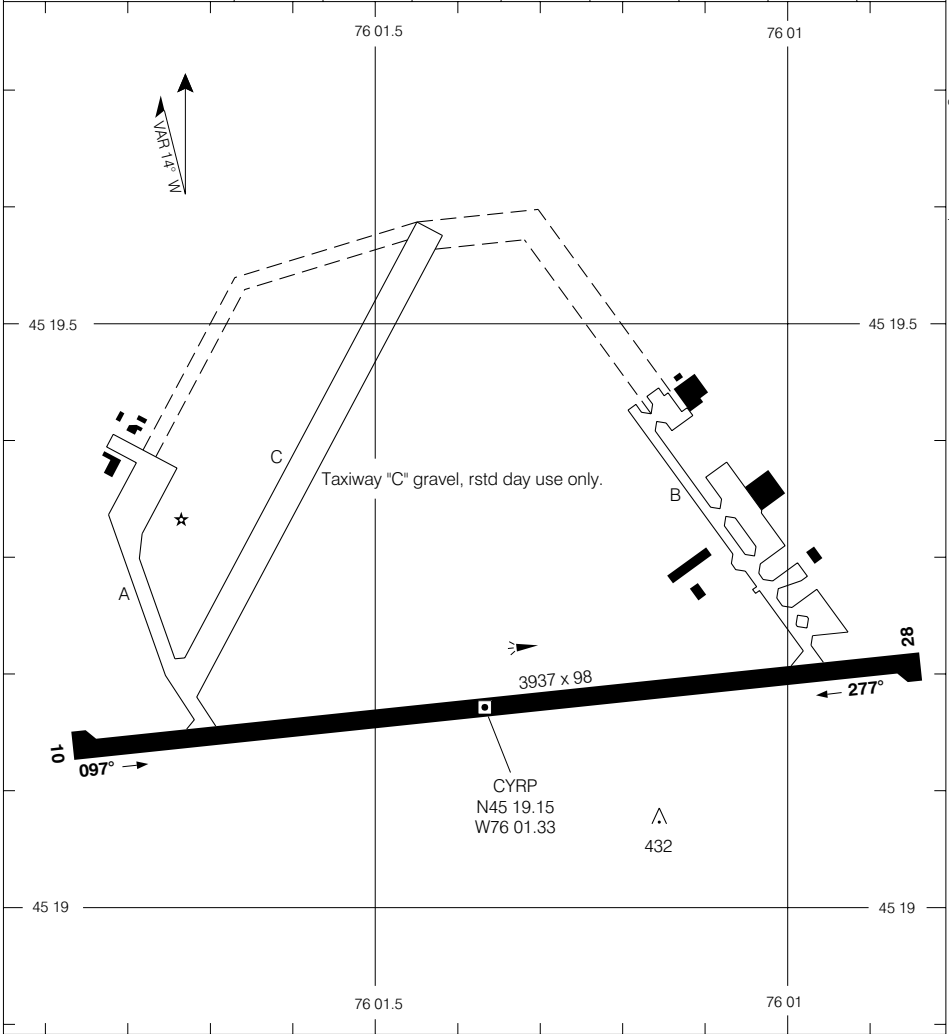 76 01.5
76 01
VAR 14° W
45 19.5
45 19.5
C
Taxiway "C" gravel, rstd day use only.
B
A
28
3937 x 98
277°
10
097°
CYRP
N45 19.15
W76 01.33
432
45 19
45 19
76 01.5
76 01